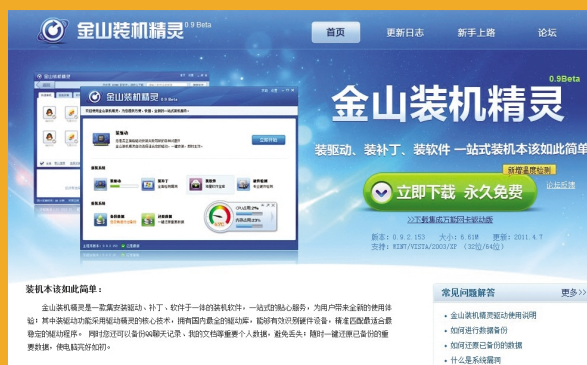 金山装机精灵 0.9 Beta
首页 更新日志 新手上路 论坛
0.9Beta
金山装机精灵
装驱动、装补丁、装软件 一站式装机本该如此简单
新增温度检测
立即下载 永久免费
论坛反馈
>>下载集成万能网卡驱动版
版本：0.9.2.153 大小：6.61M 更新：2011.4.7
支持：WIN7/VISTA/2003/XP （32位/64位）
金山装机精灵
装驱动
立即开始
装机本该如此简单：
金山装机精灵是一款集安装驱动、补丁、软件于一体的装机软件，一站式的贴心服务，为用户带来全新的使用体
验；其中装驱动功能采用驱动精灵的核心技术，拥有国内最全的驱动库，能够有效识别硬件设备，精准匹配最适合最
稳定的驱动程序。 同时您还可以备份QQ聊天记录、我的文档等重要个人数据，避免丢失；随时一键还原已备份的重
要数据，使电脑完好如初。
常见问题解答 更多>>
金山装机精灵驱动使用说明
如何进行数据备份
如何还原已备份的数据
什么是系统漏洞